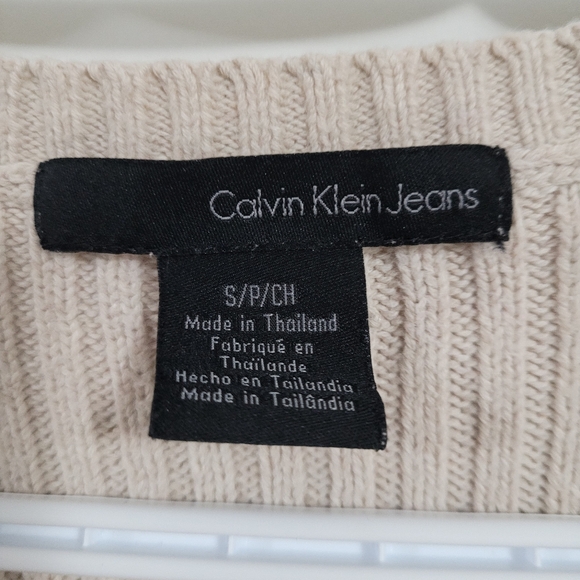 Calvin Klein Jeans
S/P/CH
Made in Thailand
Fabriqué en
Thaïlande
Hecho en Tailandia
Made in Tailândia